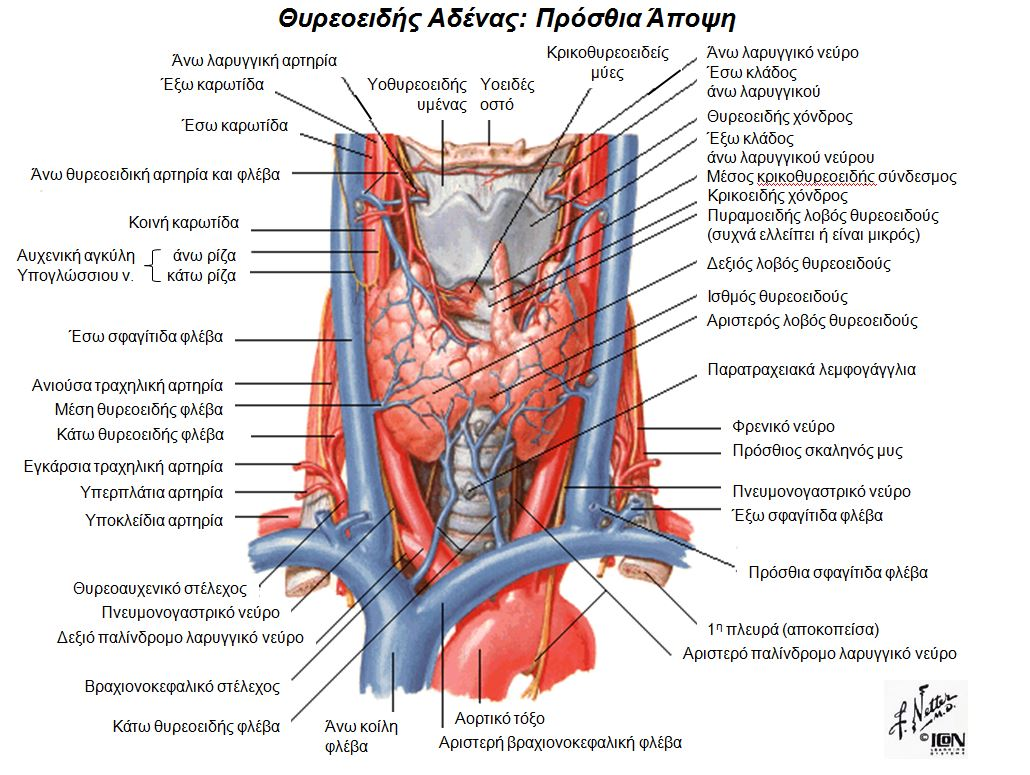 Θυρεοειδής Αδένας: Πρόσθια Άποψη
Άνω λαρυγγική αρτηρία
Έξω καρωτίδα
Έσω καρωτίδα
Άνω θυρεοειδική αρτηρία και φλέβα
Κοινή καρωτίδα
Αυχενική αγκύλη
Υπογλώσσιου ν.
άνω ρίζα
κάτω ρίζα
Έσω σφαγίτιδα φλέβα
Ανιούσα τραχηλική αρτηρία
Μέση θυρεοειδής φλέβα
Κάτω θυρεοειδής φλέβα
Εγκάρσια τραχηλική αρτηρία
Υπερπλάτια αρτηρία
Υποκλείδια αρτηρία
Θυρεοαυχενικό στέλεχος
Πνευμονογαστρικό νεύρο
Δεξιό παλίνδρομο λαρυγγικό νεύρο
Βραχιονοκεφαλικό στέλεχος
Κάτω θυρεοειδής φλέβα
Υοθυρεοειδής
υμένας
Υοειδές
οστό
Κρικοθυρεοειδείς
μύες
Άνω λαρυγγικό νεύρο
Έσω κλάδος
άνω λαρυγγικού
Θυρεοειδής χόνδρος
Έξω κλάδος
άνω λαρυγγικού νεύρου
Μέσος κρικοθυρεοειδής σύνδεσμος
Κρικοειδής χόνδρος
Πυραμοειδής λοβός θυρεοειδούς
(συχνά ελλείπει ή είναι μικρός)
Δεξιός λοβός θυρεοειδούς
Ισθμός θυρεοειδούς
Αριστερός λοβός θυρεοειδούς
Παρατραχειακά λεμφογάγγλια
Φρενικό νεύρο
Πρόσθιος σκαληνός μυς
Πνευμονογαστρικό νεύρο
Έξω σφαγίτιδα φλέβα
Πρόσθια σφαγίτιδα φλέβα
1η πλευρά (αποκοπείσα)
Αριστερό παλίνδρομο λαρυγγικό νεύρο
Άνω κοίλη
φλέβα
Αορτικό τόξο
Αριστερή βραχιονοκεφαλική φλέβα
F. Netter
M.D.
© ICON
LEARNING
SYSTEMS